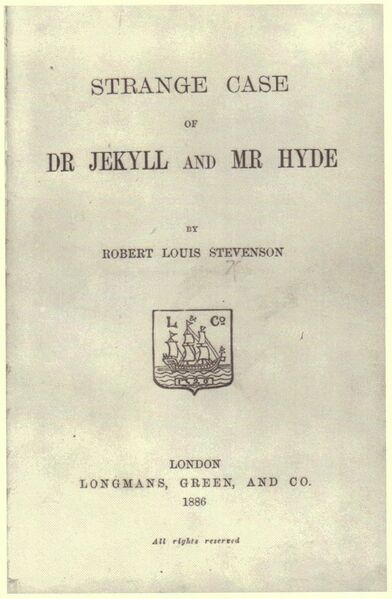 STRANGE CASE
OF
DR JEKYLL AND MR HYDE
BY
ROBERT LOUIS STEVENSON
L Co
LONDON
LONGMANS, GREEN, AND CO.
1886
All rights reserved